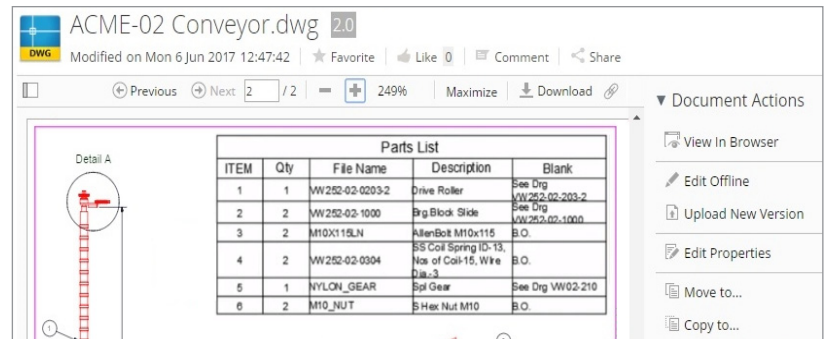 ACME-02 Conveyor.dwg 2.0
DWG
Modified on Mon 6 Jun 2017 12:47:42 Favorite Like 0 Comment Share
Previous Next 2 / 2 249% Maximize Download
Document Actions
View In Browser
Edit Offline
Upload New Version
Edit Properties
Move to...
Copy to...
Detail A
Parts List
ITEM Qty File Name Description Blank
1 1 VW252-02-0203-2 Drive Roller See Drg
VW252-02-203-2
2 2 VW252-02-1000 Brg.Block Slide See Drg
VW252-02-1000
3 2 M10X115LN AllenBolt M10x115 B.O.
4 2 VW252-02-0304 SS Coil Spring ID-13,
Nos of Coil-15, Wire
Dia.-3 B.O.
5 1 NYLON_GEAR Spl Gear See Drg VW02-210
6 2 M10_NUT S Hex Nut M10 B.O.
1